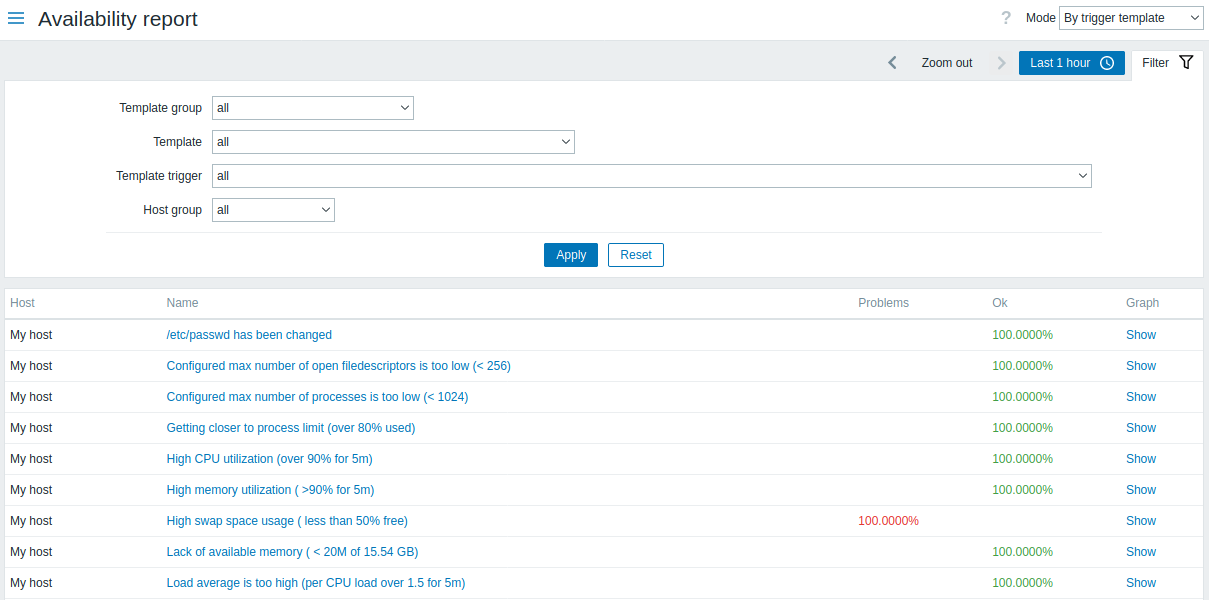 Availability report
? Mode By trigger template
Zoom out Last 1 hour Filter
Template group all
Template all
Template trigger all
Host group all
Apply Reset
Host Name Problems Ok Graph
My host /etc/passwd has been changed 100.0000% Show
My host Configured max number of open filedescriptors is too low (< 256) 100.0000% Show
My host Configured max number of processes is too low (< 1024) 100.0000% Show
My host Getting closer to process limit (over 80% used) 100.0000% Show
My host High CPU utilization (over 90% for 5m) 100.0000% Show
My host High memory utilization ( >90% for 5m) 100.0000% Show
My host High swap space usage ( less than 50% free) 100.0000% Show
My host Lack of available memory ( < 20M of 15.54 GB) 100.0000% Show
My host Load average is too high (per CPU load over 1.5 for 5m) 100.0000% Show